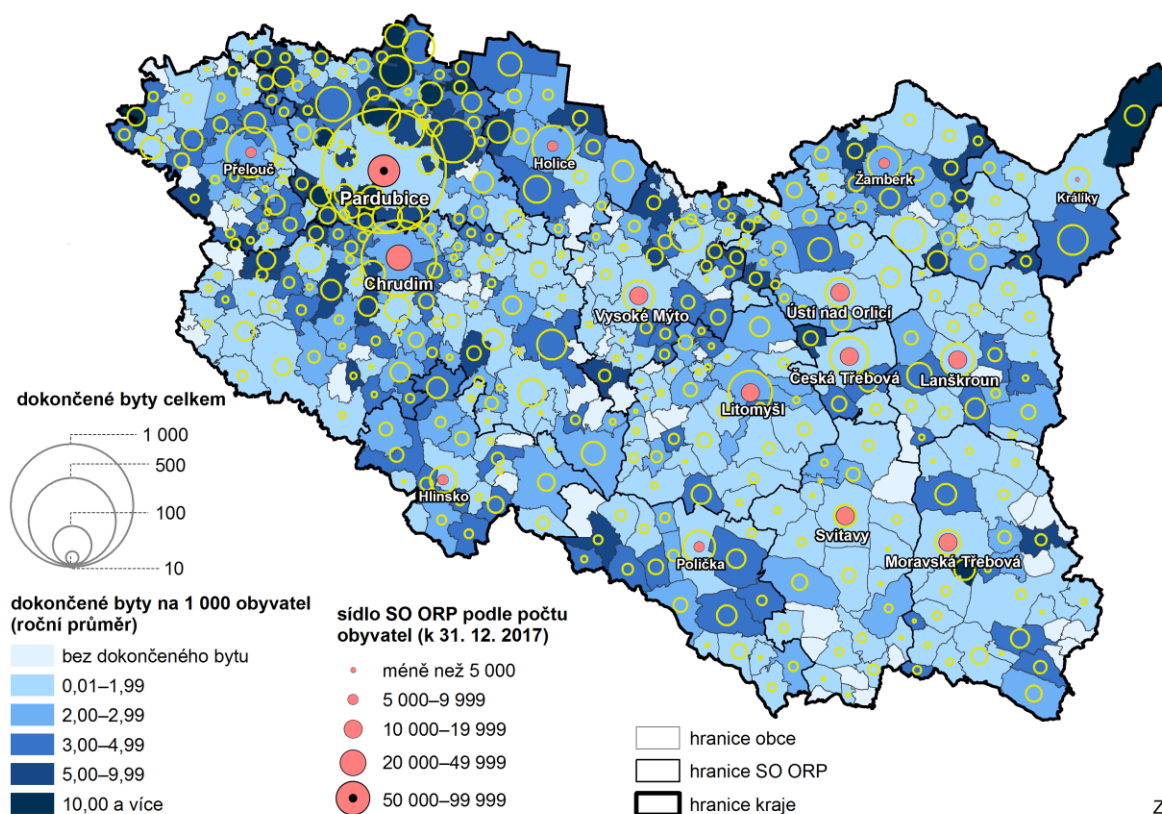 Přelouč
Pardubice
Holice
Žamberk
Králíky
Chrudim
Vysoké Mýto
Ústí nad Orlicí
Česká Třebová
Lanškroun
Litomyšl
Hlinsko
Polička
Svitavy
Moravská Třebová
dokončené byty celkem
1 000
500
100
10
dokončené byty na 1 000 obyvatel
(roční průměr)
bez dokončeného bytu
0,01–1,99
2,00–2,99
3,00–4,99
5,00–9,99
10,00 a více
sídlo SO ORP podle počtu
obyvatel (k 31. 12. 2017)
méně než 5 000
5 000–9 999
10 000–19 999
20 000–49 999
50 000–99 999
hranice obce
hranice SO ORP
hranice kraje
Z